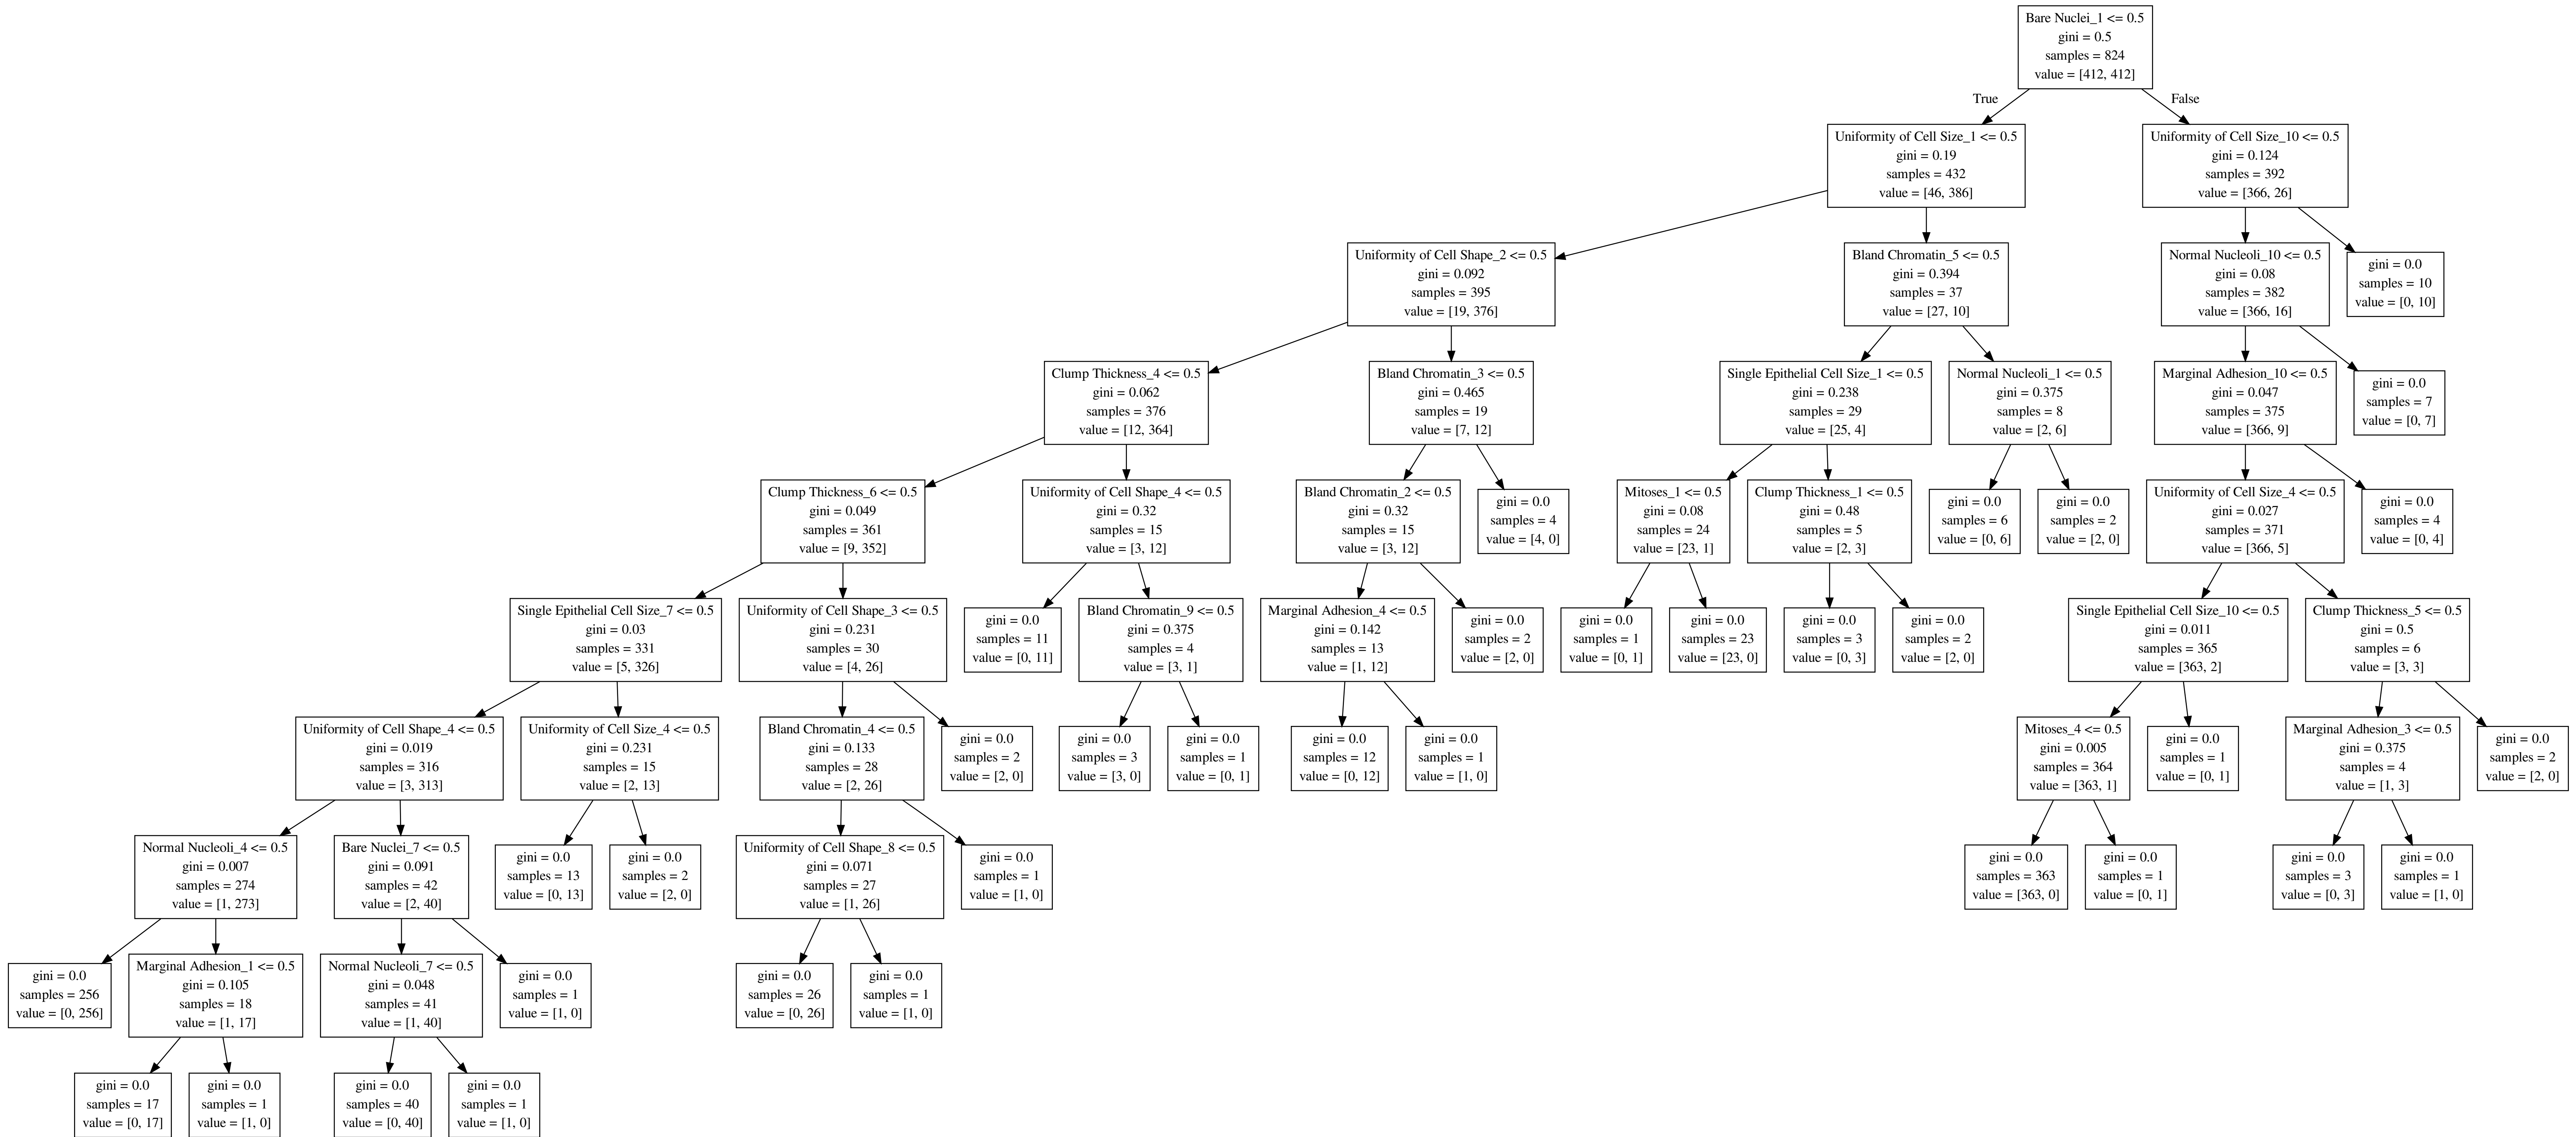 Bare Nuclei_1 <= 0.5
gini = 0.5
samples = 824
value = [412, 412]
True
False
Uniformity of Cell Size_1 <= 0.5
gini = 0.19
samples = 432
value = [46, 386]
Uniformity of Cell Size_10 <= 0.5
gini = 0.124
samples = 392
value = [366, 26]
Uniformity of Cell Shape_2 <= 0.5
gini = 0.092
samples = 395
value = [19, 376]
Bland Chromatin_5 <= 0.5
gini = 0.394
samples = 37
value = [27, 10]
Normal Nucleoli_10 <= 0.5
gini = 0.08
samples = 382
value = [366, 16]
gini = 0.0
samples = 10
value = [0, 10]
Clump Thickness_4 <= 0.5
gini = 0.062
samples = 376
value = [12, 364]
Bland Chromatin_3 <= 0.5
gini = 0.465
samples = 19
value = [7, 12]
Single Epithelial Cell Size_1 <= 0.5
gini = 0.238
samples = 29
value = [25, 4]
Normal Nucleoli_1 <= 0.5
gini = 0.375
samples = 8
value = [2, 6]
Marginal Adhesion_10 <= 0.5
gini = 0.047
samples = 375
value = [366, 9]
gini = 0.0
samples = 7
value = [0, 7]
Clump Thickness_6 <= 0.5
gini = 0.049
samples = 361
value = [9, 352]
Uniformity of Cell Shape_4 <= 0.5
gini = 0.32
samples = 15
value = [3, 12]
Bland Chromatin_2 <= 0.5
gini = 0.32
samples = 15
value = [3, 12]
gini = 0.0
samples = 4
value = [4, 0]
Mitoses_1 <= 0.5
gini = 0.08
samples = 24
value = [23, 1]
Clump Thickness_1 <= 0.5
gini = 0.48
samples = 5
value = [2, 3]
gini = 0.0
samples = 6
value = [0, 6]
gini = 0.0
samples = 2
value = [2, 0]
Uniformity of Cell Size_4 <= 0.5
gini = 0.027
samples = 371
value = [366, 5]
gini = 0.0
samples = 4
value = [0, 4]
Single Epithelial Cell Size_7 <= 0.5
gini = 0.03
samples = 331
value = [5, 326]
Uniformity of Cell Shape_3 <= 0.5
gini = 0.231
samples = 30
value = [4, 26]
gini = 0.0
samples = 11
value = [0, 11]
Bland Chromatin_9 <= 0.5
gini = 0.375
samples = 4
value = [3, 1]
Marginal Adhesion_4 <= 0.5
gini = 0.142
samples = 13
value = [1, 12]
gini = 0.0
samples = 2
value = [2, 0]
gini = 0.0
samples = 1
value = [0, 1]
gini = 0.0
samples = 23
value = [23, 0]
gini = 0.0
samples = 3
value = [0, 3]
gini = 0.0
samples = 2
value = [2, 0]
Single Epithelial Cell Size_10 <= 0.5
gini = 0.011
samples = 365
value = [363, 2]
Clump Thickness_5 <= 0.5
gini = 0.5
samples = 6
value = [3, 3]
Uniformity of Cell Shape_4 <= 0.5
gini = 0.019
samples = 316
value = [3, 313]
Uniformity of Cell Size_4 <= 0.5
gini = 0.231
samples = 15
value = [2, 13]
Bland Chromatin_4 <= 0.5
gini = 0.133
samples = 28
value = [2, 26]
gini = 0.0
samples = 2
value = [2, 0]
gini = 0.0
samples = 3
value = [3, 0]
gini = 0.0
samples = 1
value = [0, 1]
gini = 0.0
samples = 12
value = [0, 12]
gini = 0.0
samples = 1
value = [1, 0]
Mitoses_4 <= 0.5
gini = 0.005
samples = 364
value = [363, 1]
gini = 0.0
samples = 1
value = [0, 1]
Marginal Adhesion_3 <= 0.5
gini = 0.375
samples = 4
value = [1, 3]
gini = 0.0
samples = 2
value = [2, 0]
Normal Nucleoli_4 <= 0.5
gini = 0.007
samples = 274
value = [1, 273]
Bare Nuclei_7 <= 0.5
gini = 0.091
samples = 42
value = [2, 40]
gini = 0.0
samples = 13
value = [0, 13]
gini = 0.0
samples = 2
value = [2, 0]
Uniformity of Cell Shape_8 <= 0.5
gini = 0.071
samples = 27
value = [1, 26]
gini = 0.0
samples = 1
value = [1, 0]
gini = 0.0
samples = 363
value = [363, 0]
gini = 0.0
samples = 1
value = [0, 1]
gini = 0.0
samples = 3
value = [0, 3]
gini = 0.0
samples = 1
value = [1, 0]
gini = 0.0
samples = 256
value = [0, 256]
Marginal Adhesion_1 <= 0.5
gini = 0.105
samples = 18
value = [1, 17]
Normal Nucleoli_7 <= 0.5
gini = 0.048
samples = 41
value = [1, 40]
gini = 0.0
samples = 1
value = [1, 0]
gini = 0.0
samples = 26
value = [0, 26]
gini = 0.0
samples = 1
value = [1, 0]
gini = 0.0
samples = 17
value = [0, 17]
gini = 0.0
samples = 1
value = [1, 0]
gini = 0.0
samples = 40
value = [0, 40]
gini = 0.0
samples = 1
value = [1, 0]